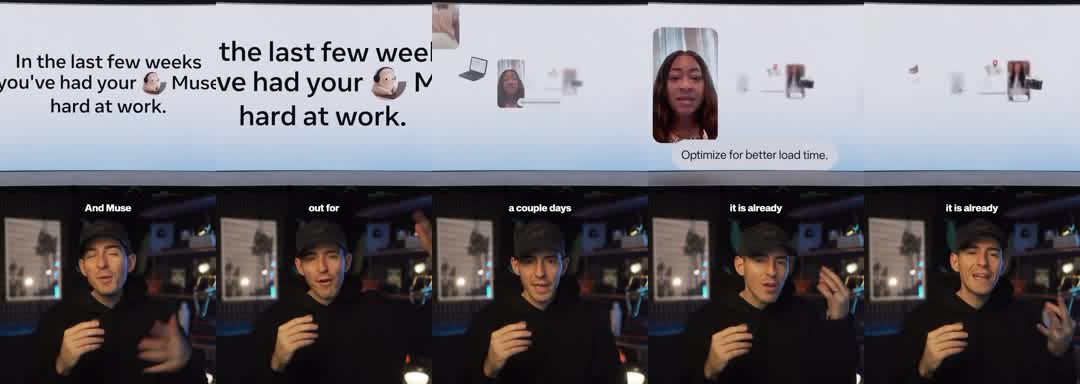 In the last few weeks
you've had your Muse
hard at work.
the last few
ve had your M
hard at work.
Optimize for better load time.
And Muse
out for
a couple days
it is already
it is already